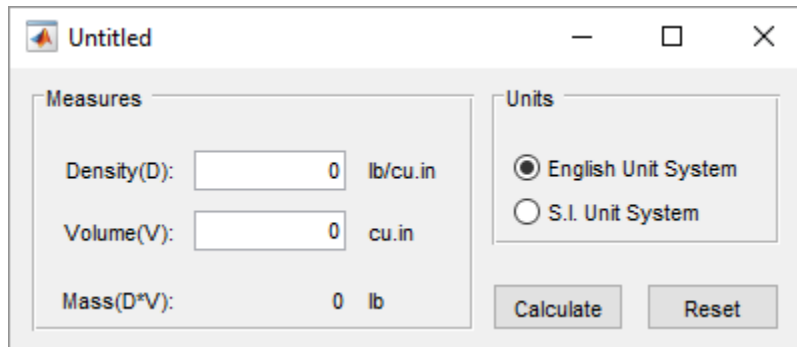 Untitled
Measures
Density(D): 0 lb/cu.in
Volume(V): 0 cu.in
Mass(D*V): 0 lb
Units
English Unit System
S.I. Unit System
Calculate Reset